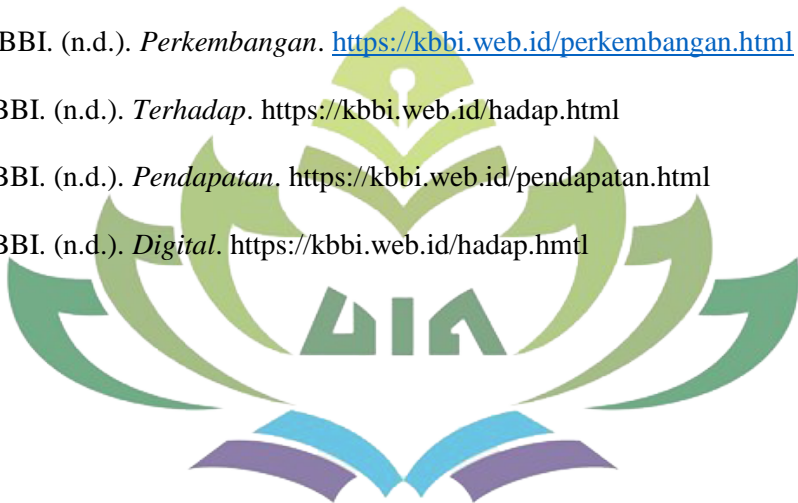 BBI. (n.d.). Perkembangan. https://kbbi.web.id/perkembangan.html
BBI. (n.d.). Terhadap. https://kbbi.web.id/hadap.html
BBI. (n.d.). Pendapatan. https://kbbi.web.id/pendapatan.html
BBI. (n.d.). Digital. https://kbbi.web.id/hadap.hmtl
UIN